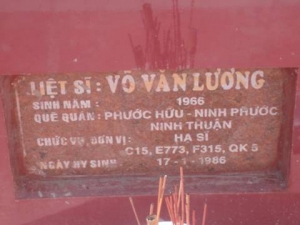 LIỆT SĨ : VÕ VĂN LƯƠNG
SINH NĂM : 1966
QUÊ QUÁN : PHƯỚC HỮU - NINH PHƯỚC
NINH THUẬN
CHỨC VỤ, ĐƠN VỊ : HẠ SĨ
C15, E773, F315, QK 5
NGÀY HY SINH : 17 - 1 - 1986